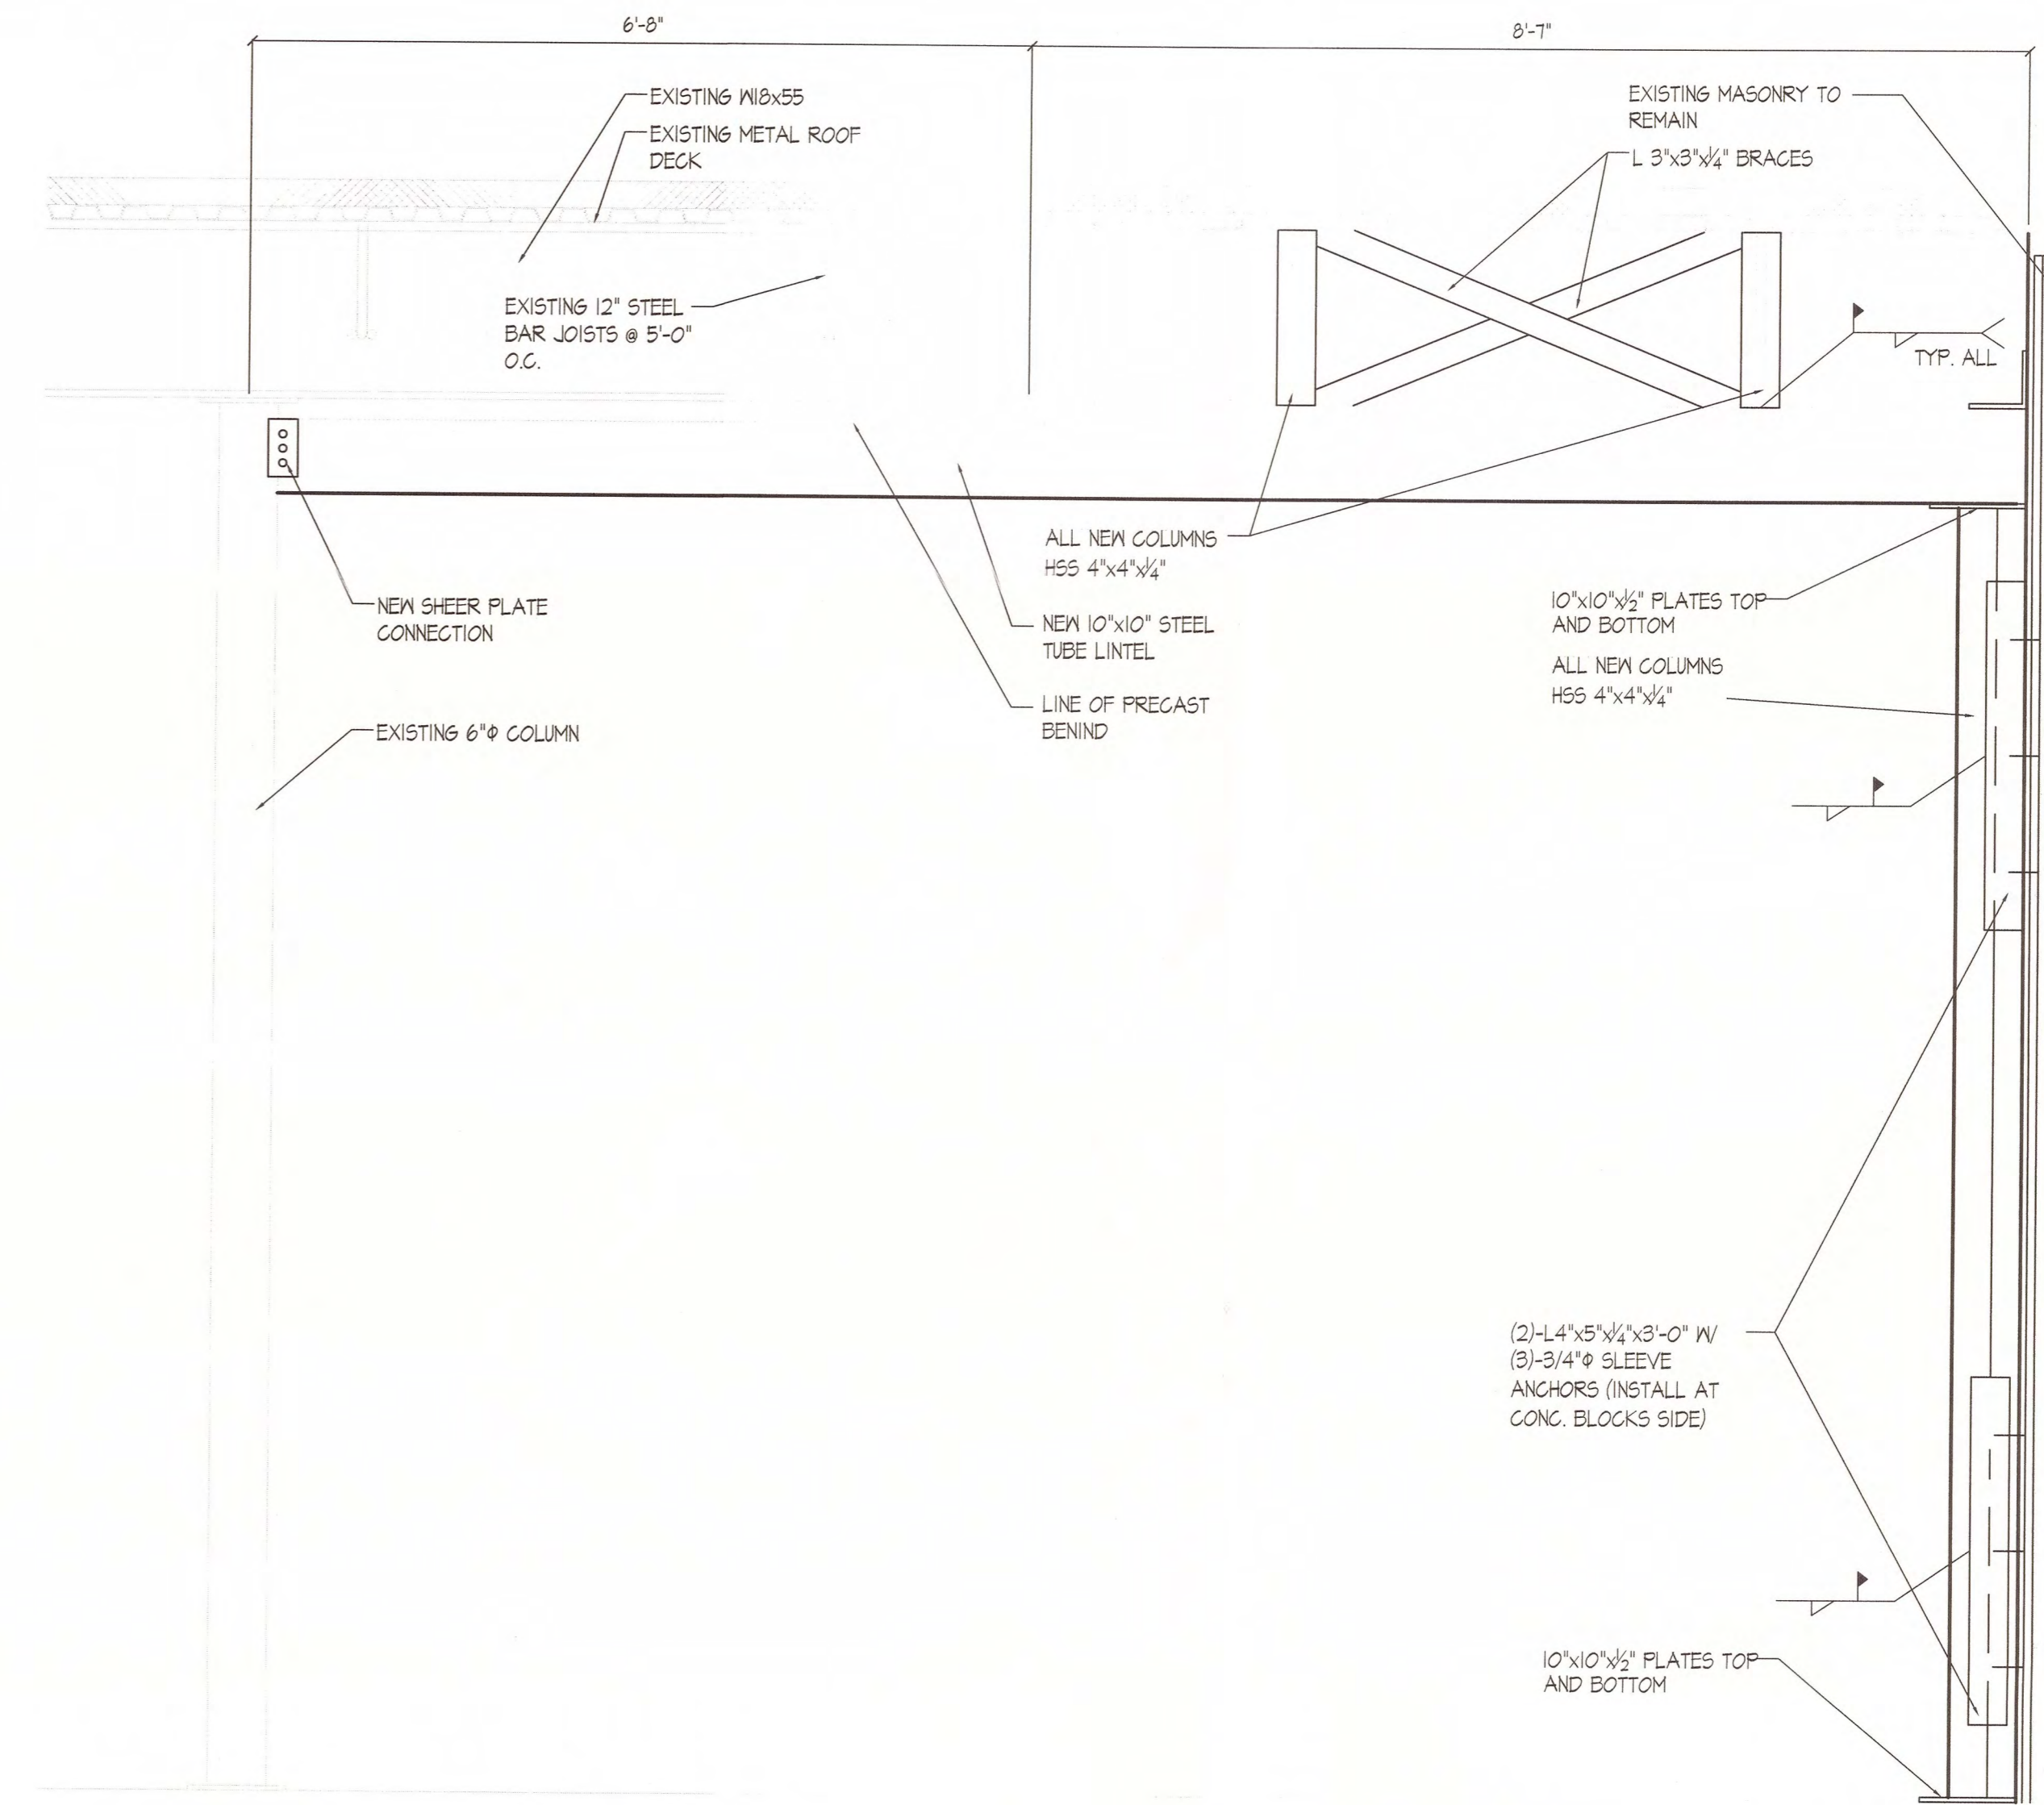 6'-8"
8'-7"
EXISTING W18x55
EXISTING METAL ROOF
DECK
EXISTING MASONRY TO
REMAIN
L 3"x3"x1/4" BRACES
EXISTING 12" STEEL
BAR JOISTS @ 5'-0"
O.C.
TYP. ALL
ALL NEW COLUMNS
HSS 4"x4"x1/4"
NEW SHEER PLATE
CONNECTION
NEW 10"x10" STEEL
TUBE LINTEL
10"x10"x1/2" PLATES TOP
AND BOTTOM
ALL NEW COLUMNS
HSS 4"x4"x1/4"
LINE OF PRECAST
BENIND
EXISTING 6"Φ COLUMN
(2)-L4"x5"x1/4"x3'-0" W/
(3)-3/4"Φ SLEEVE
ANCHORS (INSTALL AT
CONC. BLOCKS SIDE)
10"x10"x1/2" PLATES TOP
AND BOTTOM